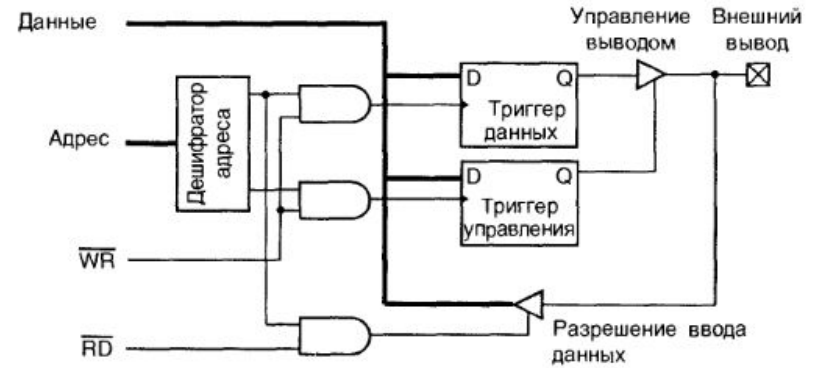 Данные
Управление
выводом
Внешний
вывод
D Q
Триггер
данных
Дешифратор
адреса
Адрес
D Q
Триггер
управления
WR
Разрешение ввода
данных
RD